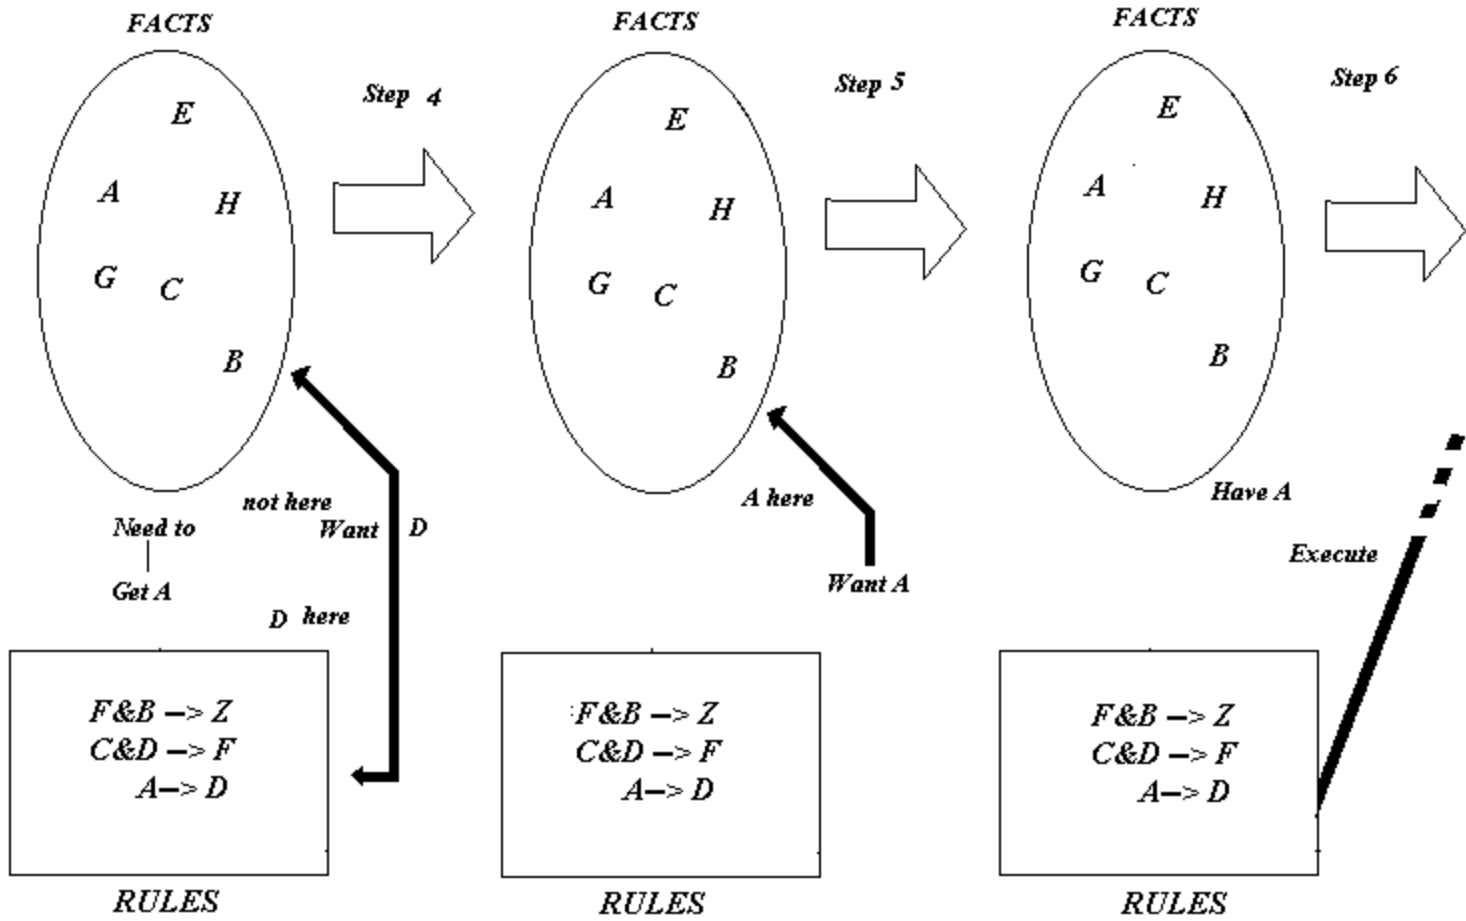 FACTS
Step 4
E
A
H
G
C
B
not here
Want D
Need to
Get A
D here
F&B --> Z
C&D --> F
A--> D
RULES
FACTS
Step 5
E
A
H
G
C
B
A here
Want A
F&B --> Z
C&D --> F
A--> D
RULES
FACTS
Step 6
E
A
H
G
C
B
Have A
Execute
F&B --> Z
C&D --> F
A--> D
RULES